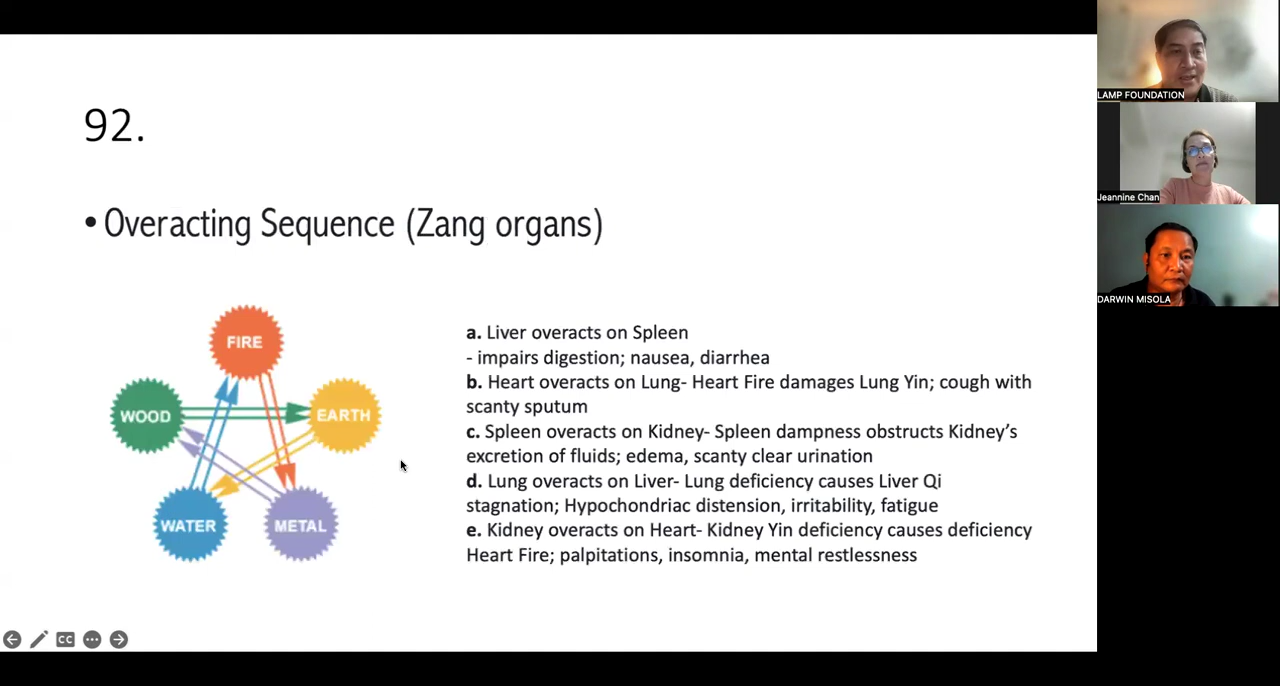 92.
• Overacting Sequence (Zang organs)
FIRE
WOOD
EARTH
WATER
METAL
a. Liver overacts on Spleen
- impairs digestion; nausea, diarrhea
b. Heart overacts on Lung- Heart Fire damages Lung Yin; cough with
scanty sputum
c. Spleen overacts on Kidney- Spleen dampness obstructs Kidney’s
excretion of fluids; edema, scanty clear urination
d. Lung overacts on Liver- Lung deficiency causes Liver Qi
stagnation; Hypochondriac distension, irritability, fatigue
e. Kidney overacts on Heart- Kidney Yin deficiency causes deficiency
Heart Fire; palpitations, insomnia, mental restlessness
CC
LAMP FOUNDATION
Jeannine Chan
DARWIN MISOLA